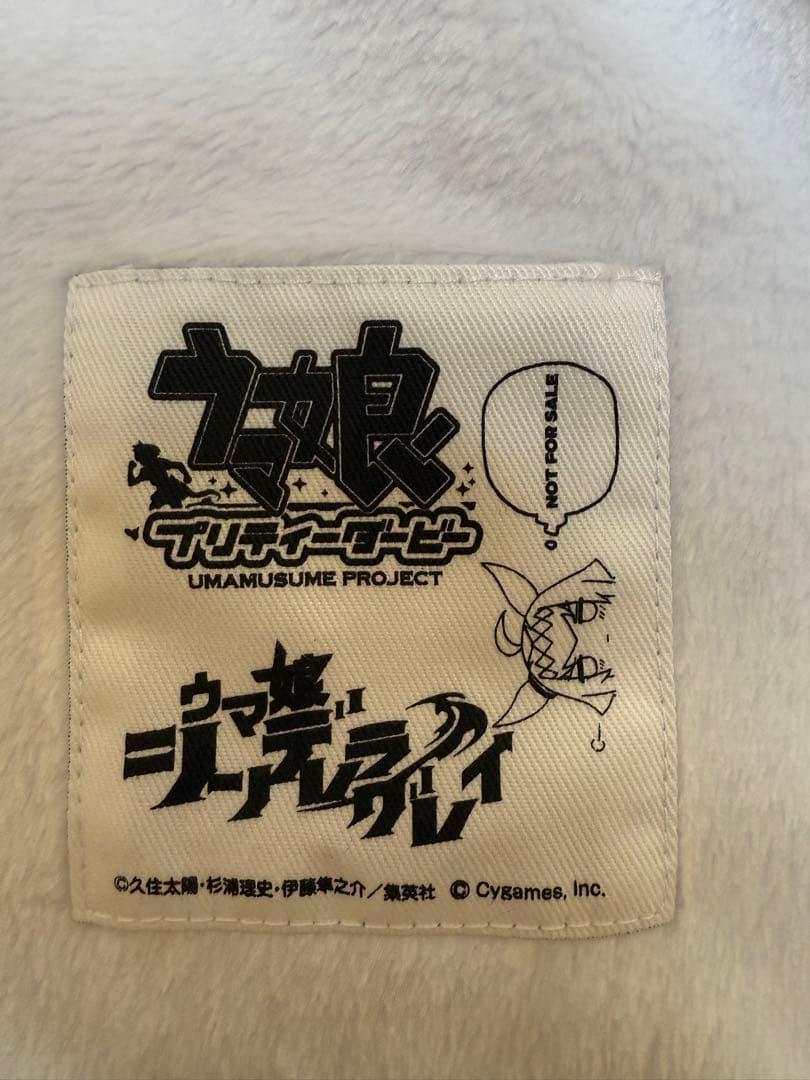 ウマ娘
プリティーダービー
UMAMUSUME PROJECT
NOT FOR SALE
ウマ娘
シンデレラグレイ
©久住太陽・杉浦理史・伊藤隼之介／集英社 © Cygames, Inc.